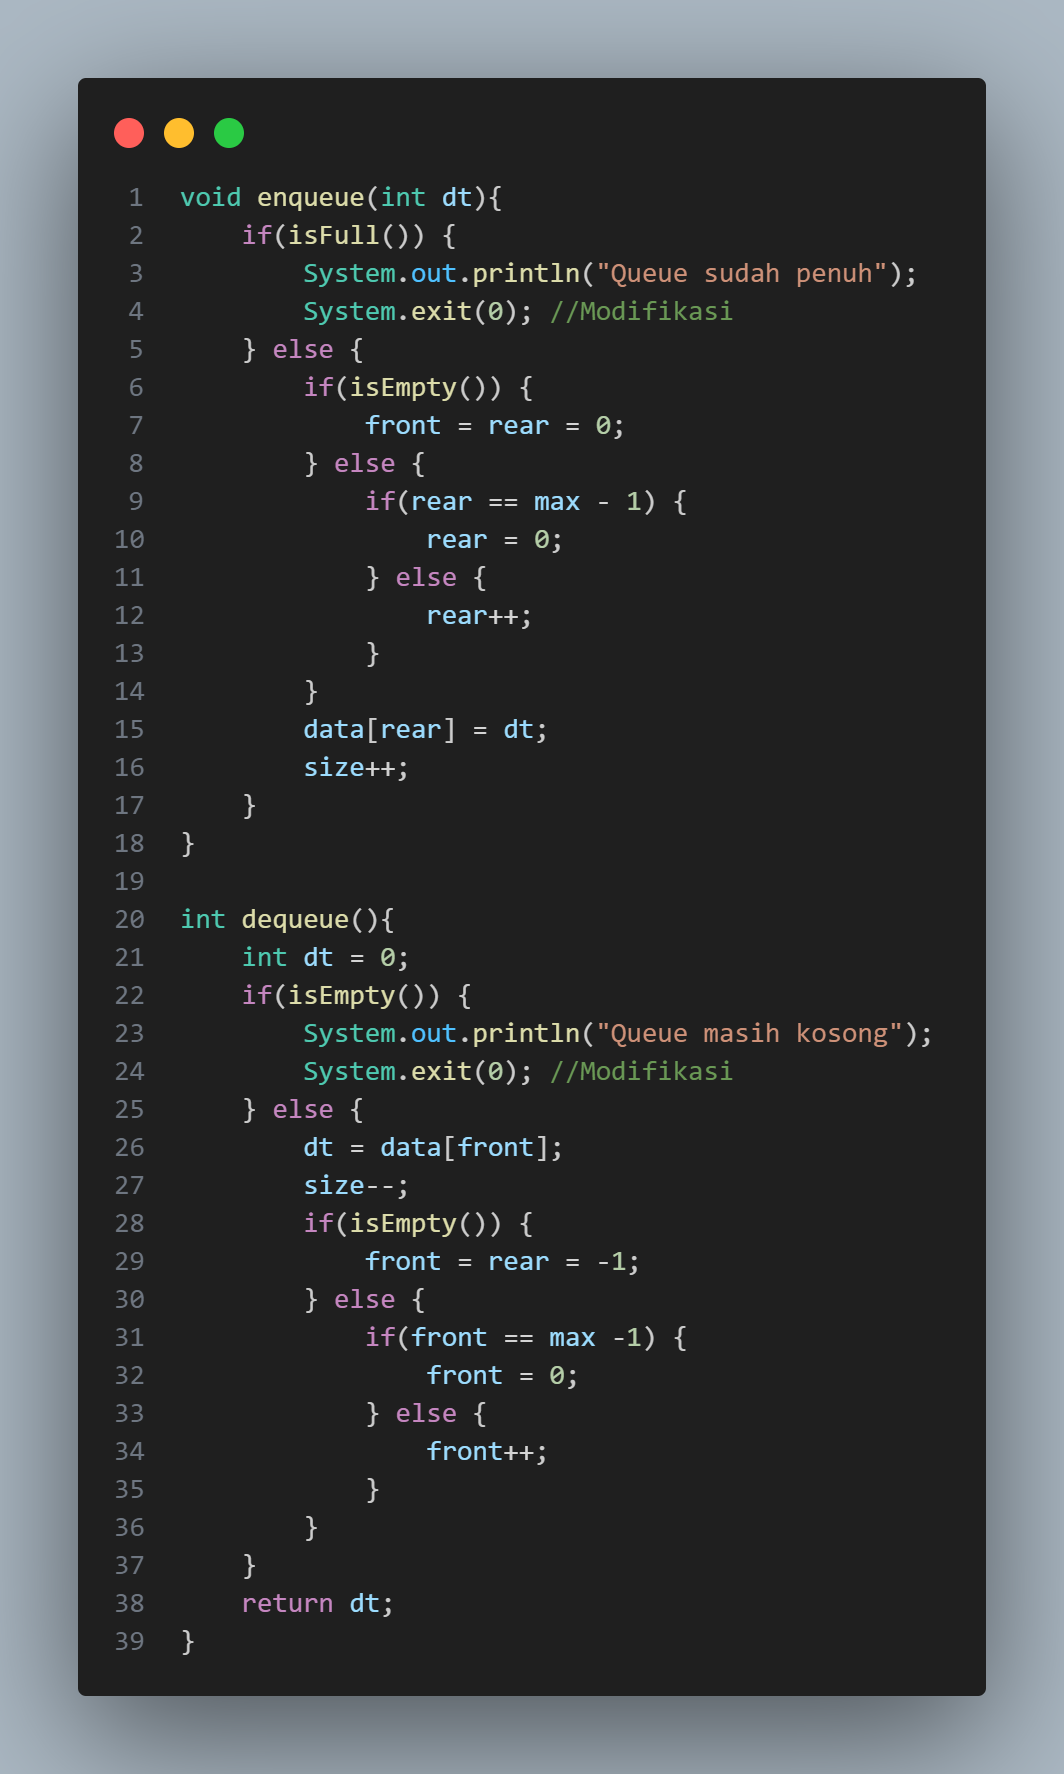 1 void enqueue(int dt){
2     if(isFull()) {
3         System.out.println("Queue sudah penuh");
4         System.exit(0); //Modifikasi
5     } else {
6         if(isEmpty()) {
7             front = rear = 0;
8         } else {
9             if(rear == max - 1) {
10                 rear = 0;
11             } else {
12                 rear++;
13             }
14         }
15         data[rear] = dt;
16         size++;
17     }
18 }
19
20 int dequeue(){
21     int dt = 0;
22     if(isEmpty()) {
23         System.out.println("Queue masih kosong");
24         System.exit(0); //Modifikasi
25     } else {
26         dt = data[front];
27         size--;
28         if(isEmpty()) {
29             front = rear = -1;
30         } else {
31             if(front == max -1) {
32                 front = 0;
33             } else {
34                 front++;
35             }
36         }
37     }
38     return dt;
39 }